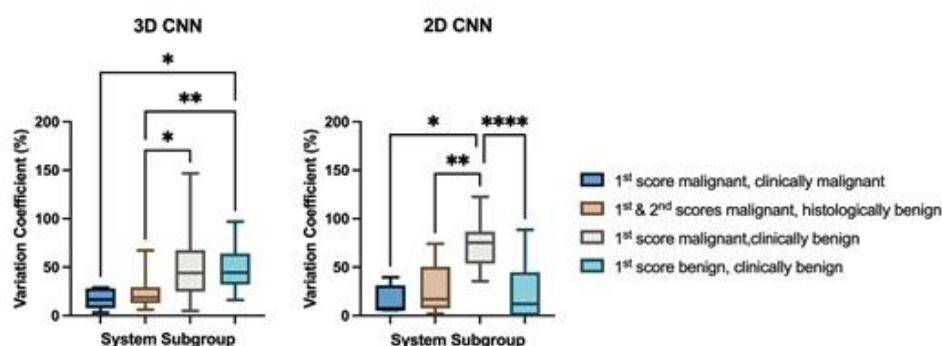 3D CNN
*
**
*
Variation Coefficient (%)
200
150
100
50
0
System Subgroup
2D CNN
*
****
**
Variation Coefficient (%)
200
150
100
50
0
System Subgroup
1st score malignant, clinically malignant
1st & 2nd scores malignant, histologically benign
1st score malignant,clinically benign
1st score benign, clinically benign